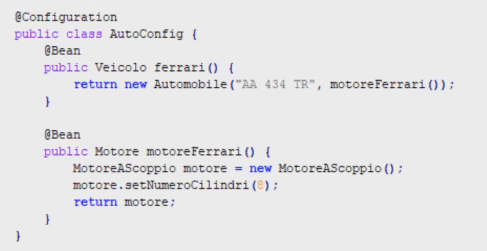 @Configuration
public class AutoConfig {
    @Bean
    public Veicolo ferrari() {
        return new Automobile("AA 434 TR", motoreFerrari());
    }

    @Bean
    public Motore motoreFerrari() {
        MotoreAScoppio motore = new MotoreAScoppio();
        motore.setNumeroCilindri(8);
        return motore;
    }
}